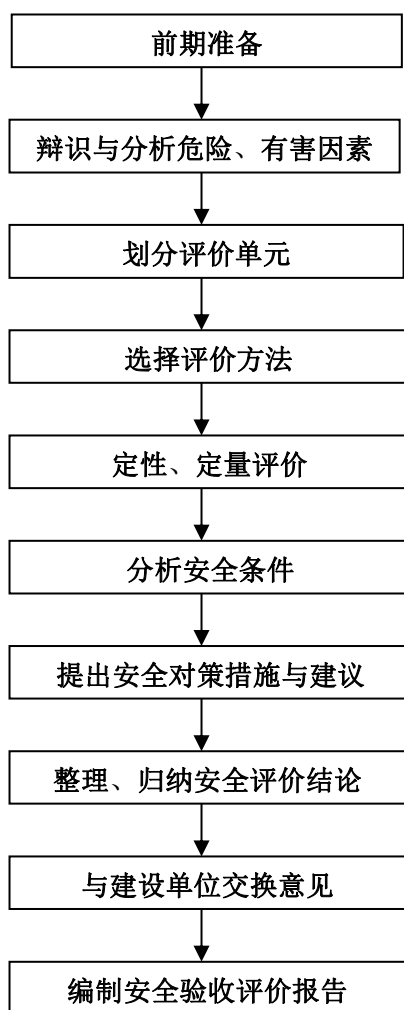 前期准备
辩识与分析危险、有害因素
划分评价单元
选择评价方法
定性、定量评价
分析安全条件
提出安全对策措施与建议
整理、归纳安全评价结论
与建设单位交换意见
编制安全验收评价报告